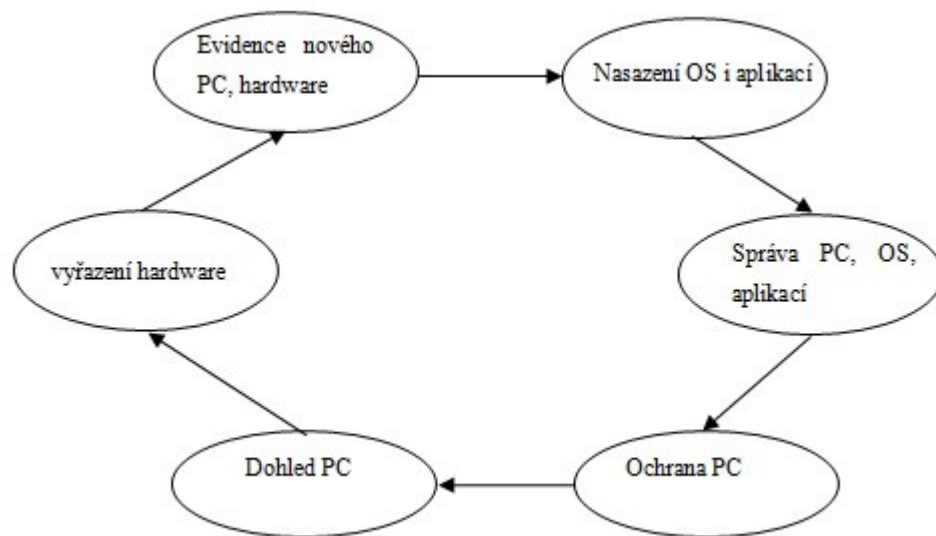 Evidence nového
PC, hardware
Nasazení OS i aplikací
Správa PC, OS,
aplikací
Ochrana PC
Dohled PC
vyřazení hardware